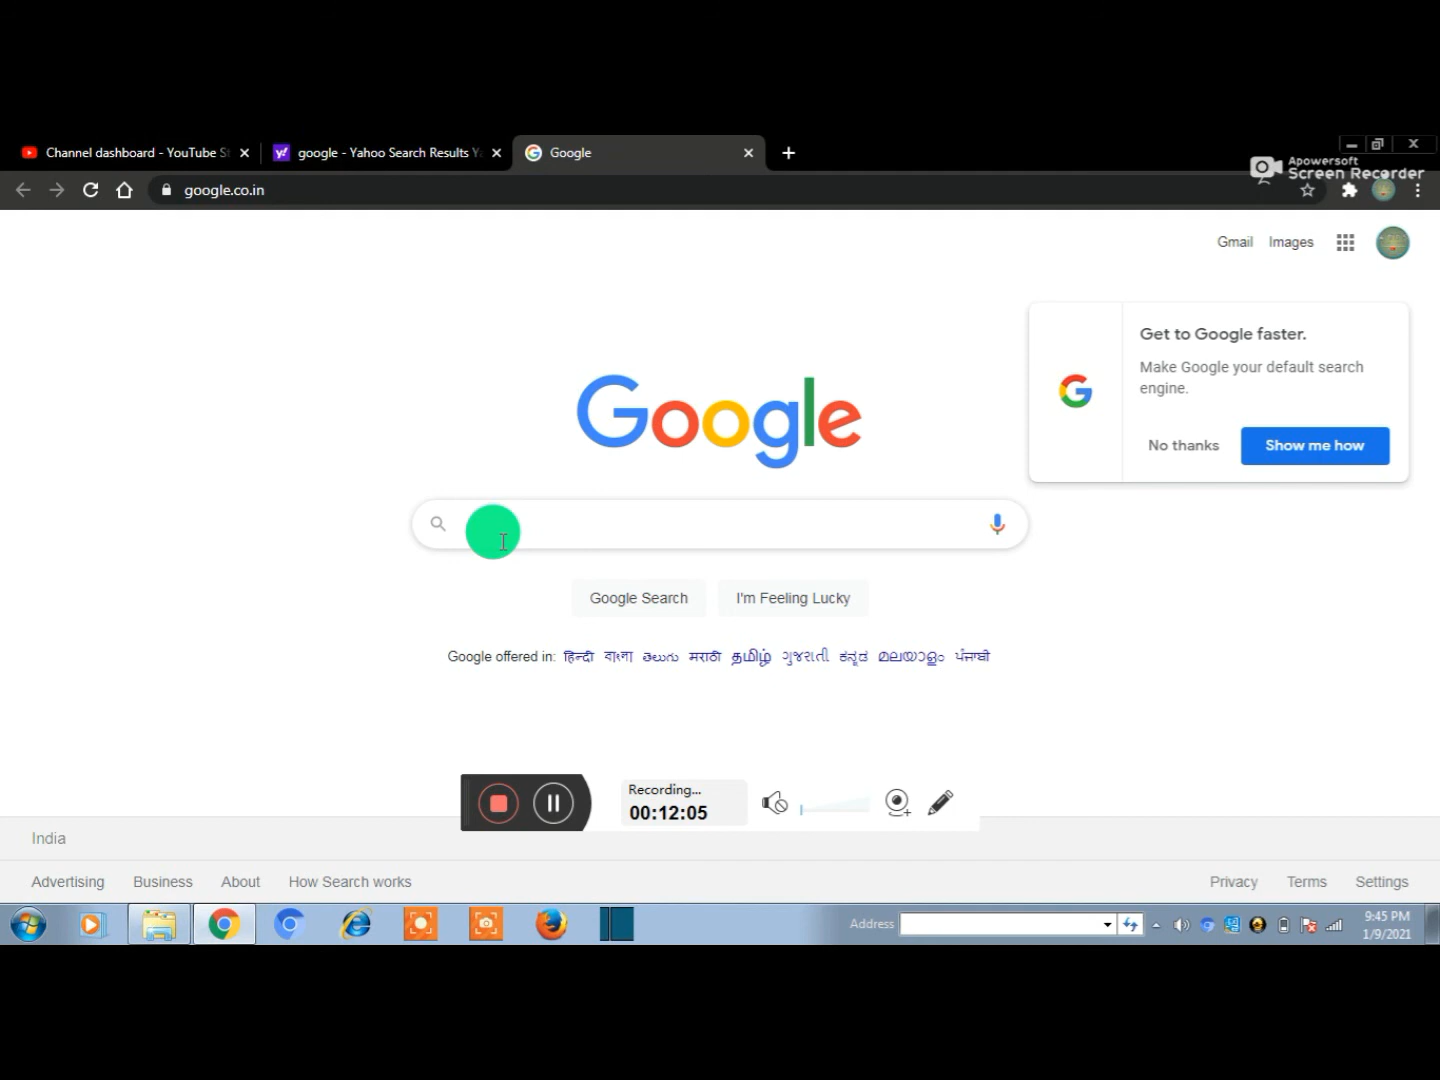 Channel dashboard - YouTube S
google - Yahoo Search Results Y
Google
Apowersoft
Screen Recorder
google.co.in
Gmail
Images
Get to Google faster.
Make Google your default search
engine.
No thanks
Show me how
Google
Google Search
I'm Feeling Lucky
Google offered in: हिन्दी বাংলা తెలుగు मराठी தமிழ் ગુજરાતી ಕನ್ನಡ മലയാളം ਪੰਜਾਬੀ
Recording...
00:12:05
India
Advertising Business About How Search works
Privacy Terms Settings
Address
9:45 PM
1/9/2021